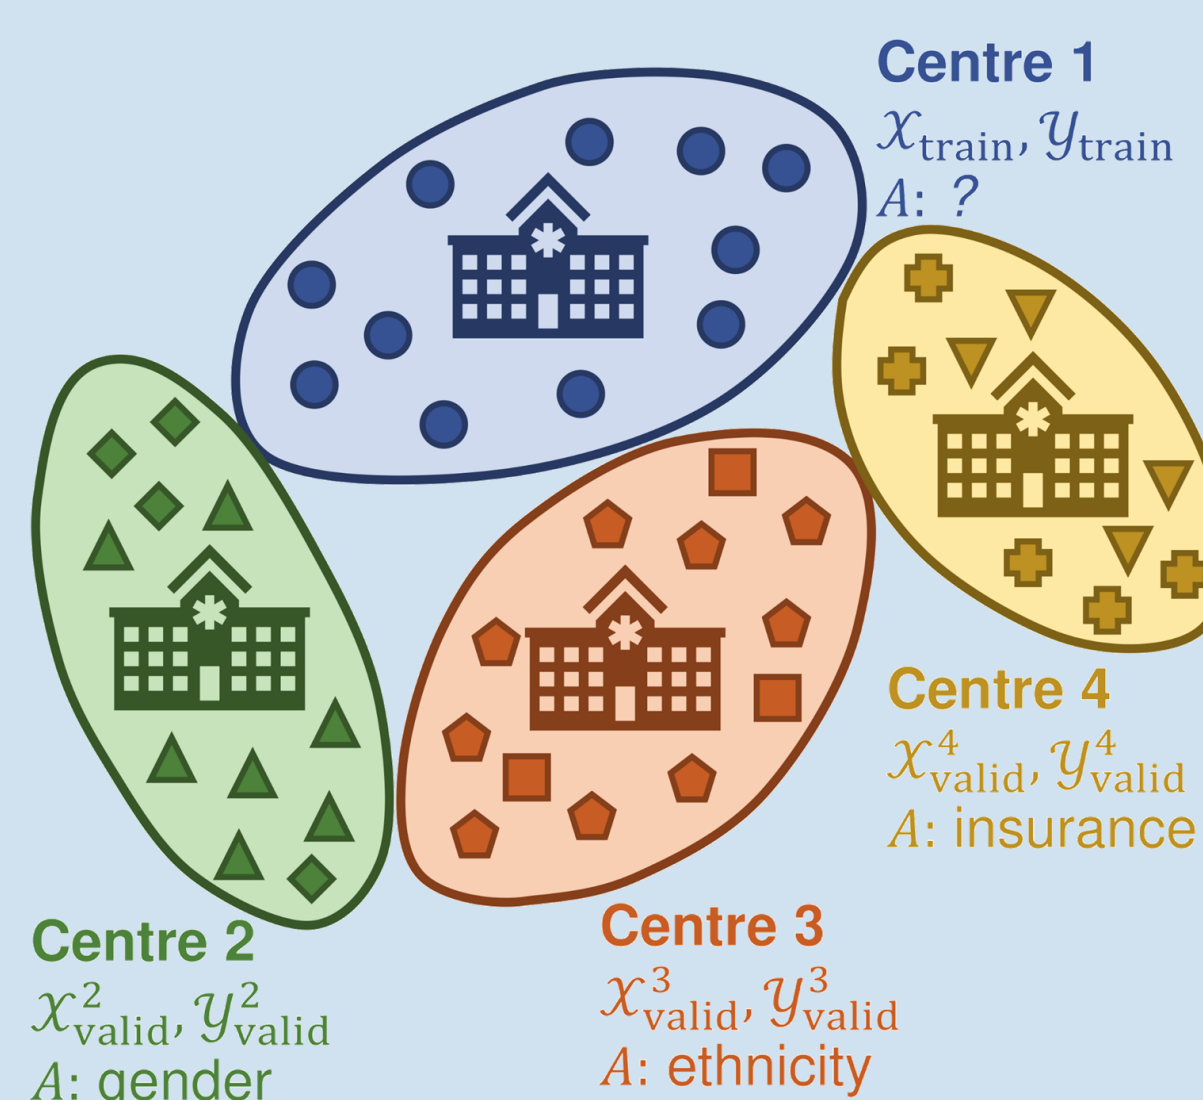 Centre 1
𝒳train, 𝒴train
A: ?
Centre 4
𝒳⁴valid, 𝒴⁴valid
A: insurance
Centre 2
𝒳²valid, 𝒴²valid
A: gender
Centre 3
𝒳³valid, 𝒴³valid
A: ethnicity